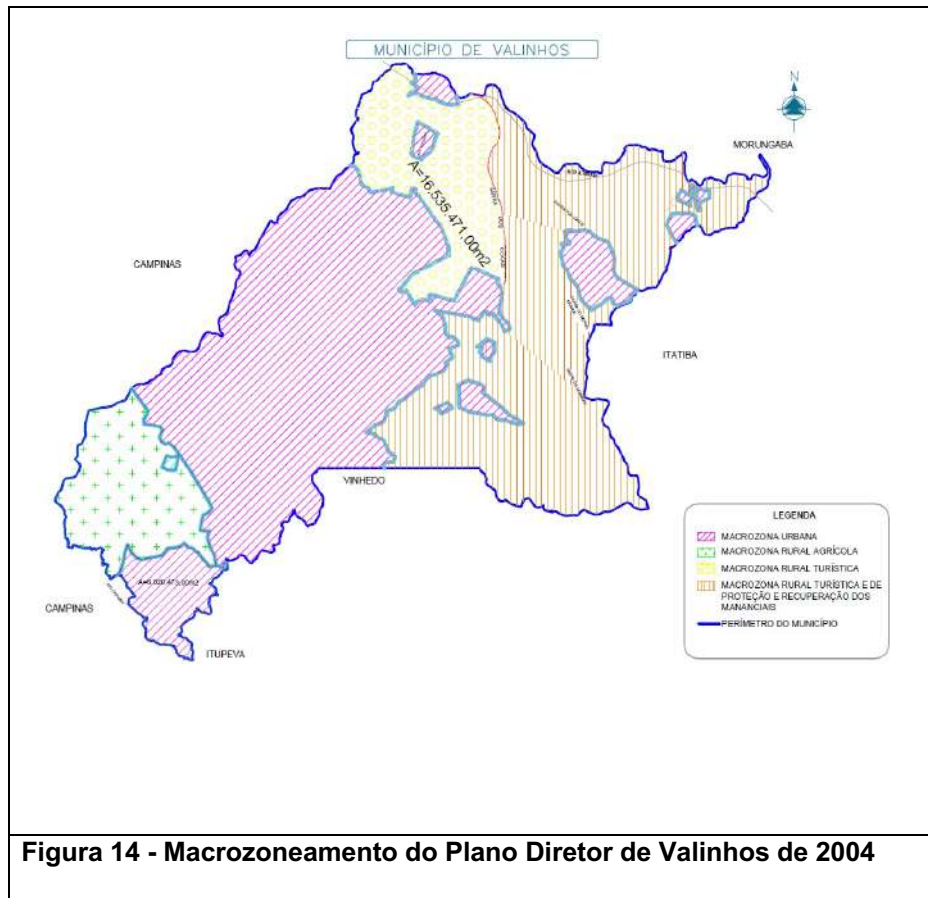 MUNICÍPIO DE VALINHOS
N
MORUNGABA
A=16.535.471,00m2
CAMPINAS
ITATIBA
VINHEDO
CAMPINAS
ITUPEVA
LEGENDA
MACROZONA URBANA
MACROZONA RURAL AGRÍCOLA
MACROZONA RURAL TURÍSTICA
MACROZONA RURAL TURÍSTICA E DE
PROTEÇÃO E RECUPERAÇÃO DOS
MANANCIAIS
PERÍMETRO DO MUNICÍPIO
Figura 14 - Macrozoneamento do Plano Diretor de Valinhos de 2004